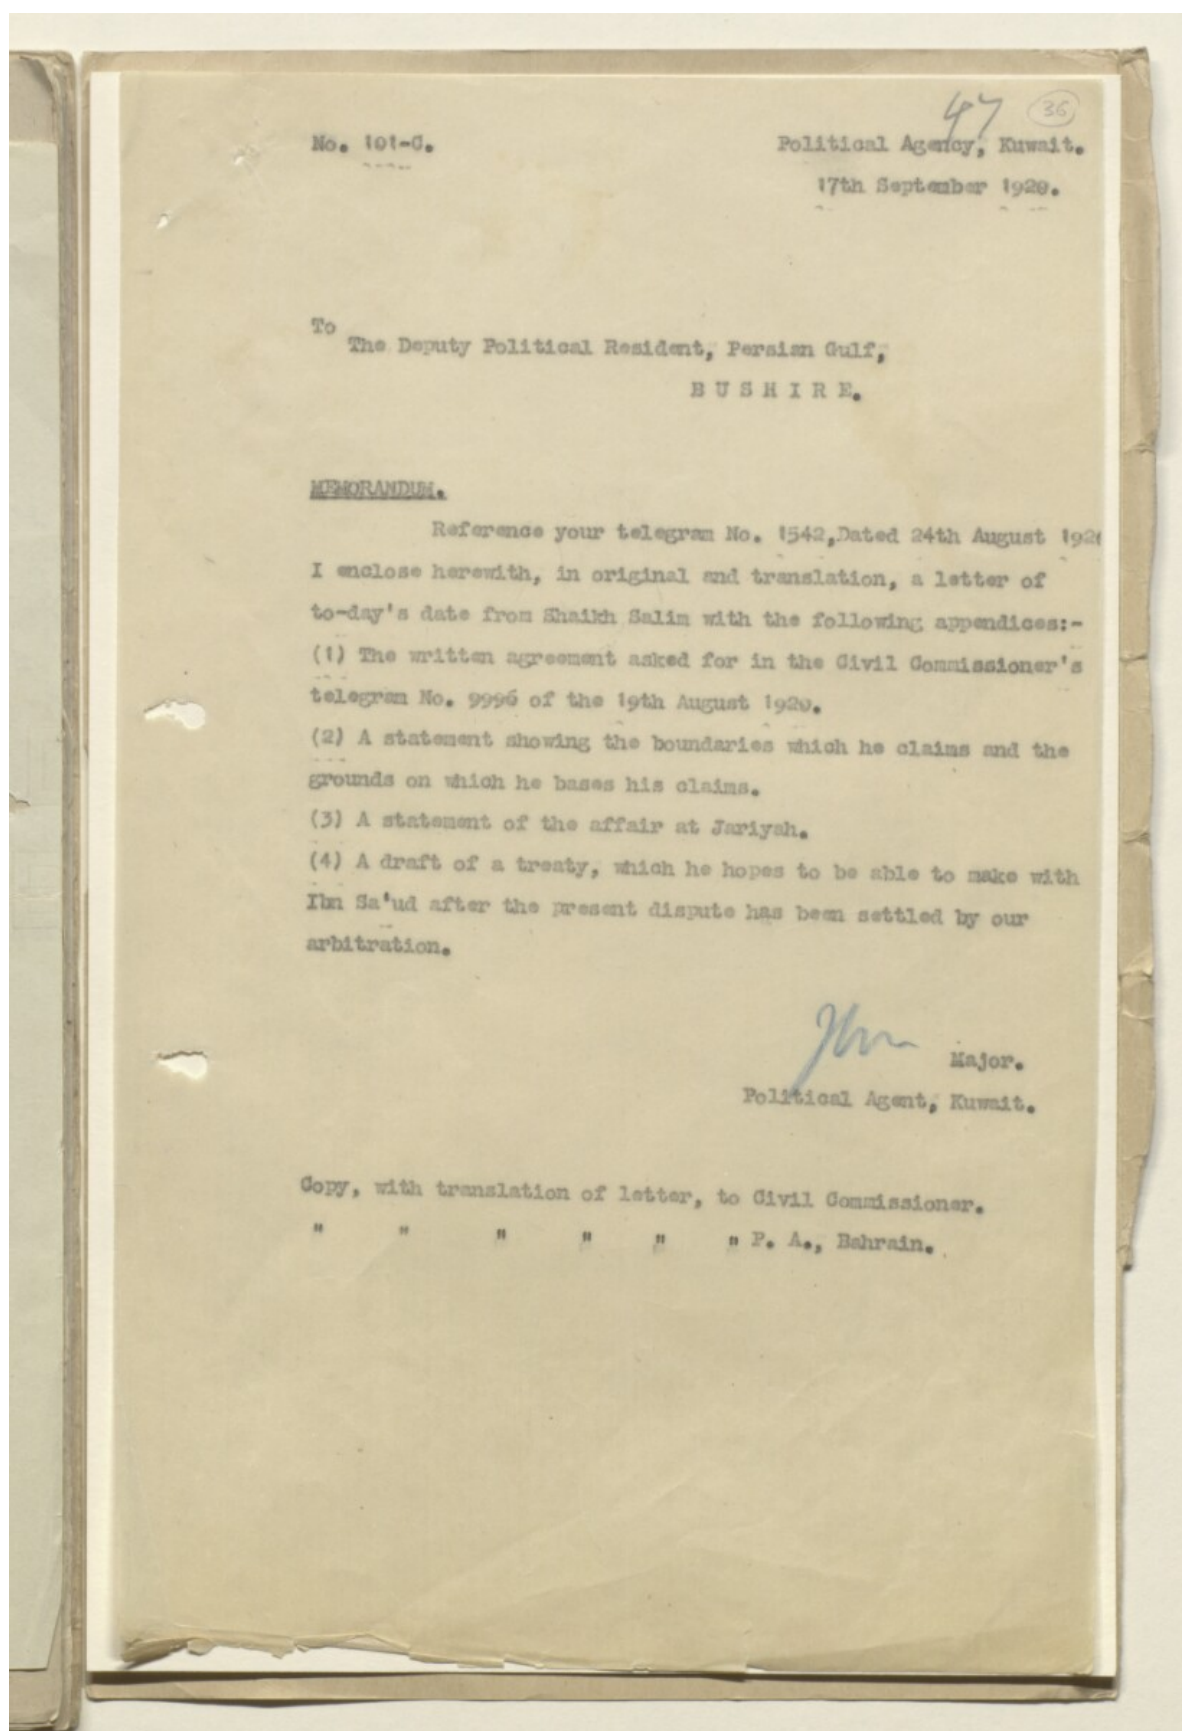 47 36
No. 101-C.
Political Agency, Kuwait.
17th September 1920.
To
The Deputy Political Resident, Persian Gulf,
B U S H I R E.
MEMORANDUM.
Reference your telegram No. 1542,Dated 24th August 192
I enclose herewith, in original and translation, a letter of
to-day's date from Shaikh Salim with the following appendices:-
(1) The written agreement asked for in the Civil Commissioner's
telegram No. 9996 of the 19th August 1920.
(2) A statement showing the boundaries which he claims and the
grounds on which he bases his claims.
(3) A statement of the affair at Jariyah.
(4) A draft of a treaty, which he hopes to be able to make with
Ibn Sa'ud after the present dispute has been settled by our
arbitration.
Major.
Political Agent, Kuwait.
Copy, with translation of letter, to Civil Commissioner.
" " " " " " P. A., Bahrain.